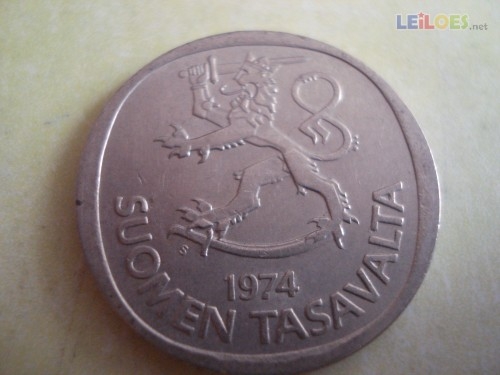 LEiLOES.net
S
1974
SUOMEN TASAVALTA